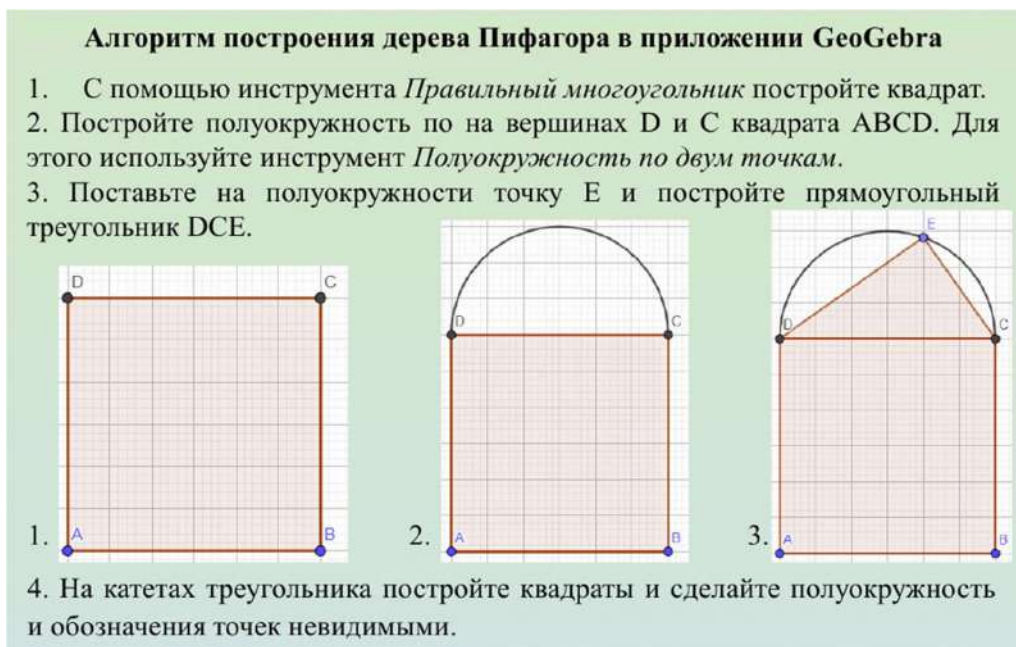 Алгоритм построения дерева Пифагора в приложении GeoGebra
1. С помощью инструмента Правильный многоугольник постройте квадрат.
2. Постройте полуокружность по на вершинах D и C квадрата ABCD. Для
этого используйте инструмент Полуокружность по двум точкам.
3. Поставьте на полуокружности точку E и постройте прямоугольный
треугольник DCE.
D C
A B
1.
D C
A B
2.
E
D C
A B
3.
4. На катетах треугольника постройте квадраты и сделайте полуокружность
и обозначения точек невидимыми.